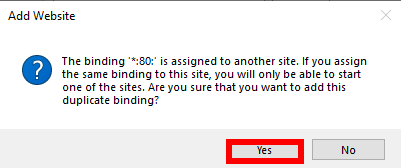 Add Website
The binding '*:80:' is assigned to another site. If you assign
the same binding to this site, you will only be able to start
one of the sites. Are you sure that you want to add this
duplicate binding?
Yes
No